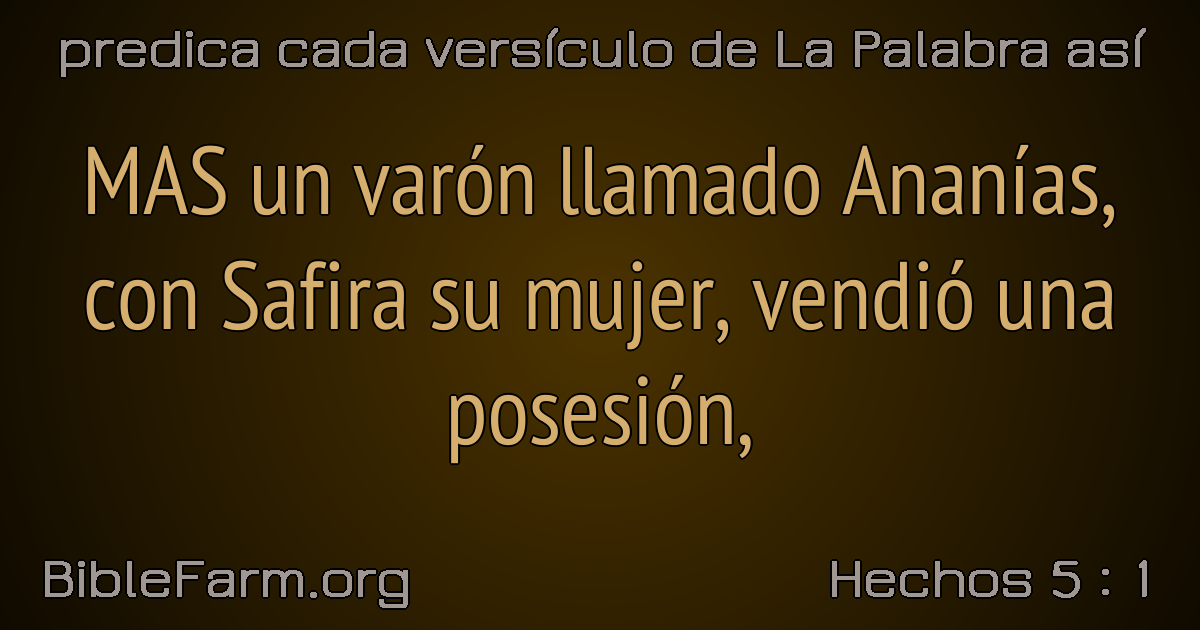 predica cada versículo de La Palabra así
MAS un varón llamado Ananías,
con Safira su mujer, vendió una
posesión,
BibleFarm.org
Hechos 5 : 1